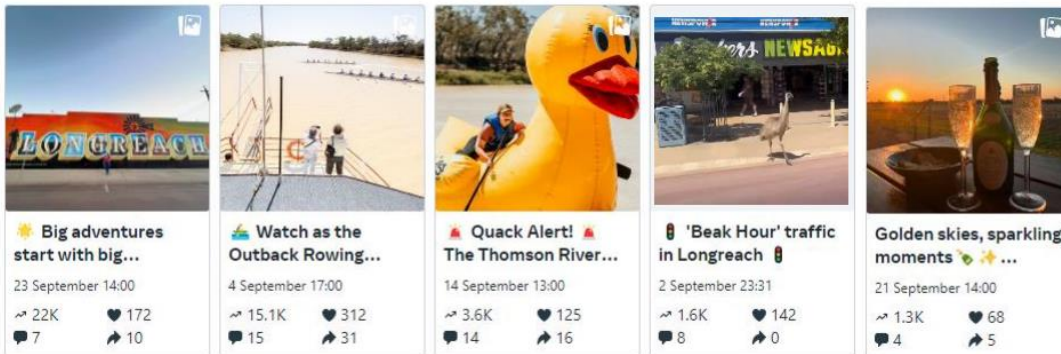 LONGREACH
NEWSPOWER
NEWSPOWER
NEWSAG
🌟 Big adventures
start with big...
23 September 14:00
22K 172
7 10
🚣 Watch as the
Outback Rowing...
4 September 17:00
15.1K 312
15 31
🚨 Quack Alert! 🚨
The Thomson River...
14 September 13:00
3.6K 125
14 16
🚦 'Beak Hour' traffic
in Longreach 🚦
2 September 23:31
1.6K 142
8 0
Golden skies, sparkling
moments 🍾 ✨ ...
21 September 14:00
1.3K 68
4 5